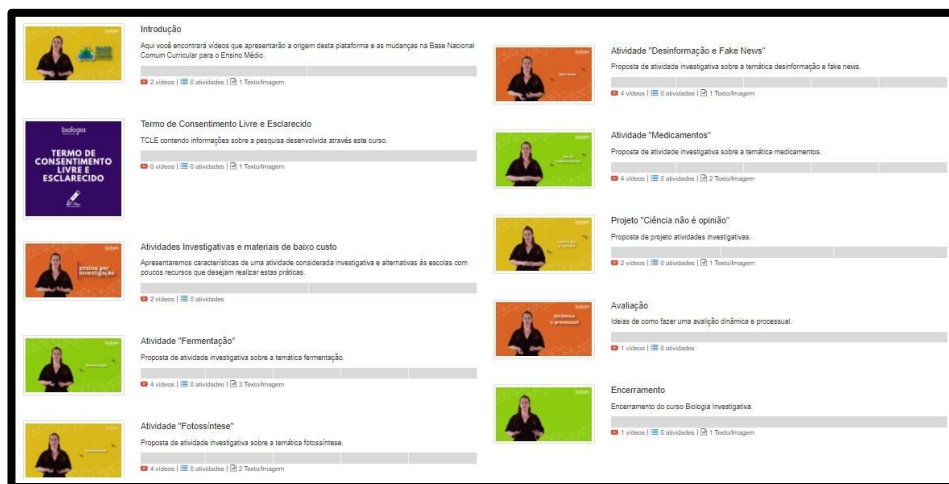 Introdução
Aqui você encontrará vídeos que apresentarão a origem desta plataforma e as mudanças na Base Nacional
Comum Curricular para o Ensino Médio.
2 vídeos | 0 atividades | 1 Texto/Imagem
biologia
TERMO DE
CONSENTIMENTO
LIVRE E
ESCLARECIDO
Termo de Consentimento Livre e Esclarecido
TCLE contendo informações sobre a pesquisa desenvolvida através este curso.
0 vídeos | 0 atividades | 1 Texto/Imagem
ensino por
investigação
Atividades Investigativas e materiais de baixo custo
Apresentaremos características de uma atividade considerada investigativa e alternativas ás escolas com
poucos recursos que desejam realizar estas práticas.
2 vídeos | 0 atividades
Atividade "Fermentação"
Proposta de atividade investigativa sobre a temática fermentação.
4 vídeos | 0 atividades | 3 Texto/Imagem
Atividade "Fotossíntese"
Proposta de atividade investigativa sobre a temática fotossíntese.
4 vídeos | 0 atividades | 2 Texto/Imagem
Atividade "Desinformação e Fake News"
Proposta de atividade investigativa sobre a temática desinformação e fake news.
4 vídeos | 0 atividades | 1 Texto/Imagem
Atividade "Medicamentos"
Proposta de atividade investigativa sobre a temática medicamentos.
4 vídeos | 0 atividades | 2 Texto/Imagem
Projeto "Ciência não é opinião"
Proposta de projeto atividades investigativas.
2 vídeos | 0 atividades | 1 Texto/Imagem
dinâmica
e processual
Avaliação
Ideias de como fazer uma avalição dinâmica e processual.
1 vídeos | 0 atividades
Encerramento
Encerramento do curso Biologia Investigativa.
1 vídeos | 0 atividades | 1 Texto/Imagem